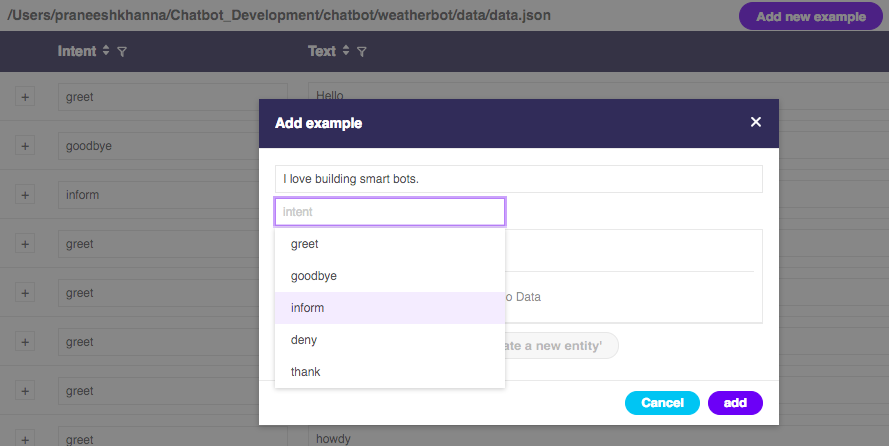 /Users/praneeshkhanna/Chatbot_Development/chatbot/weatherbot/data/data.json
Add new example
Intent Text
+ greet Hello
+ goodbye
+ inform
+ greet
+ greet
+ greet
+ greet
+ greet howdy
Add example
I love building smart bots.
intent
greet
goodbye
inform
deny
thank
o Data
ate a new entity'
Cancel add